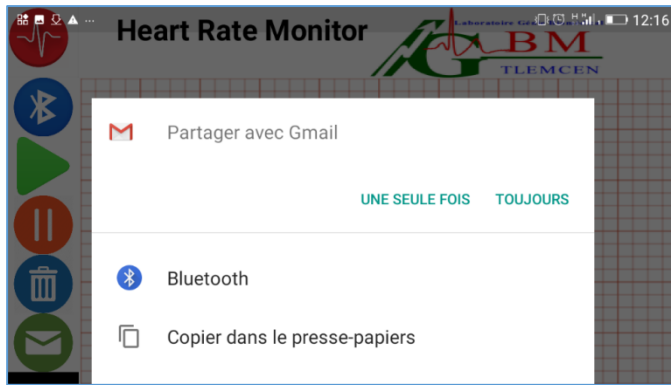 12:16
Heart Rate Monitor
GBM
TLEMCEN
Partager avec Gmail
UNE SEULE FOIS TOUJOURS
Bluetooth
Copier dans le presse-papiers